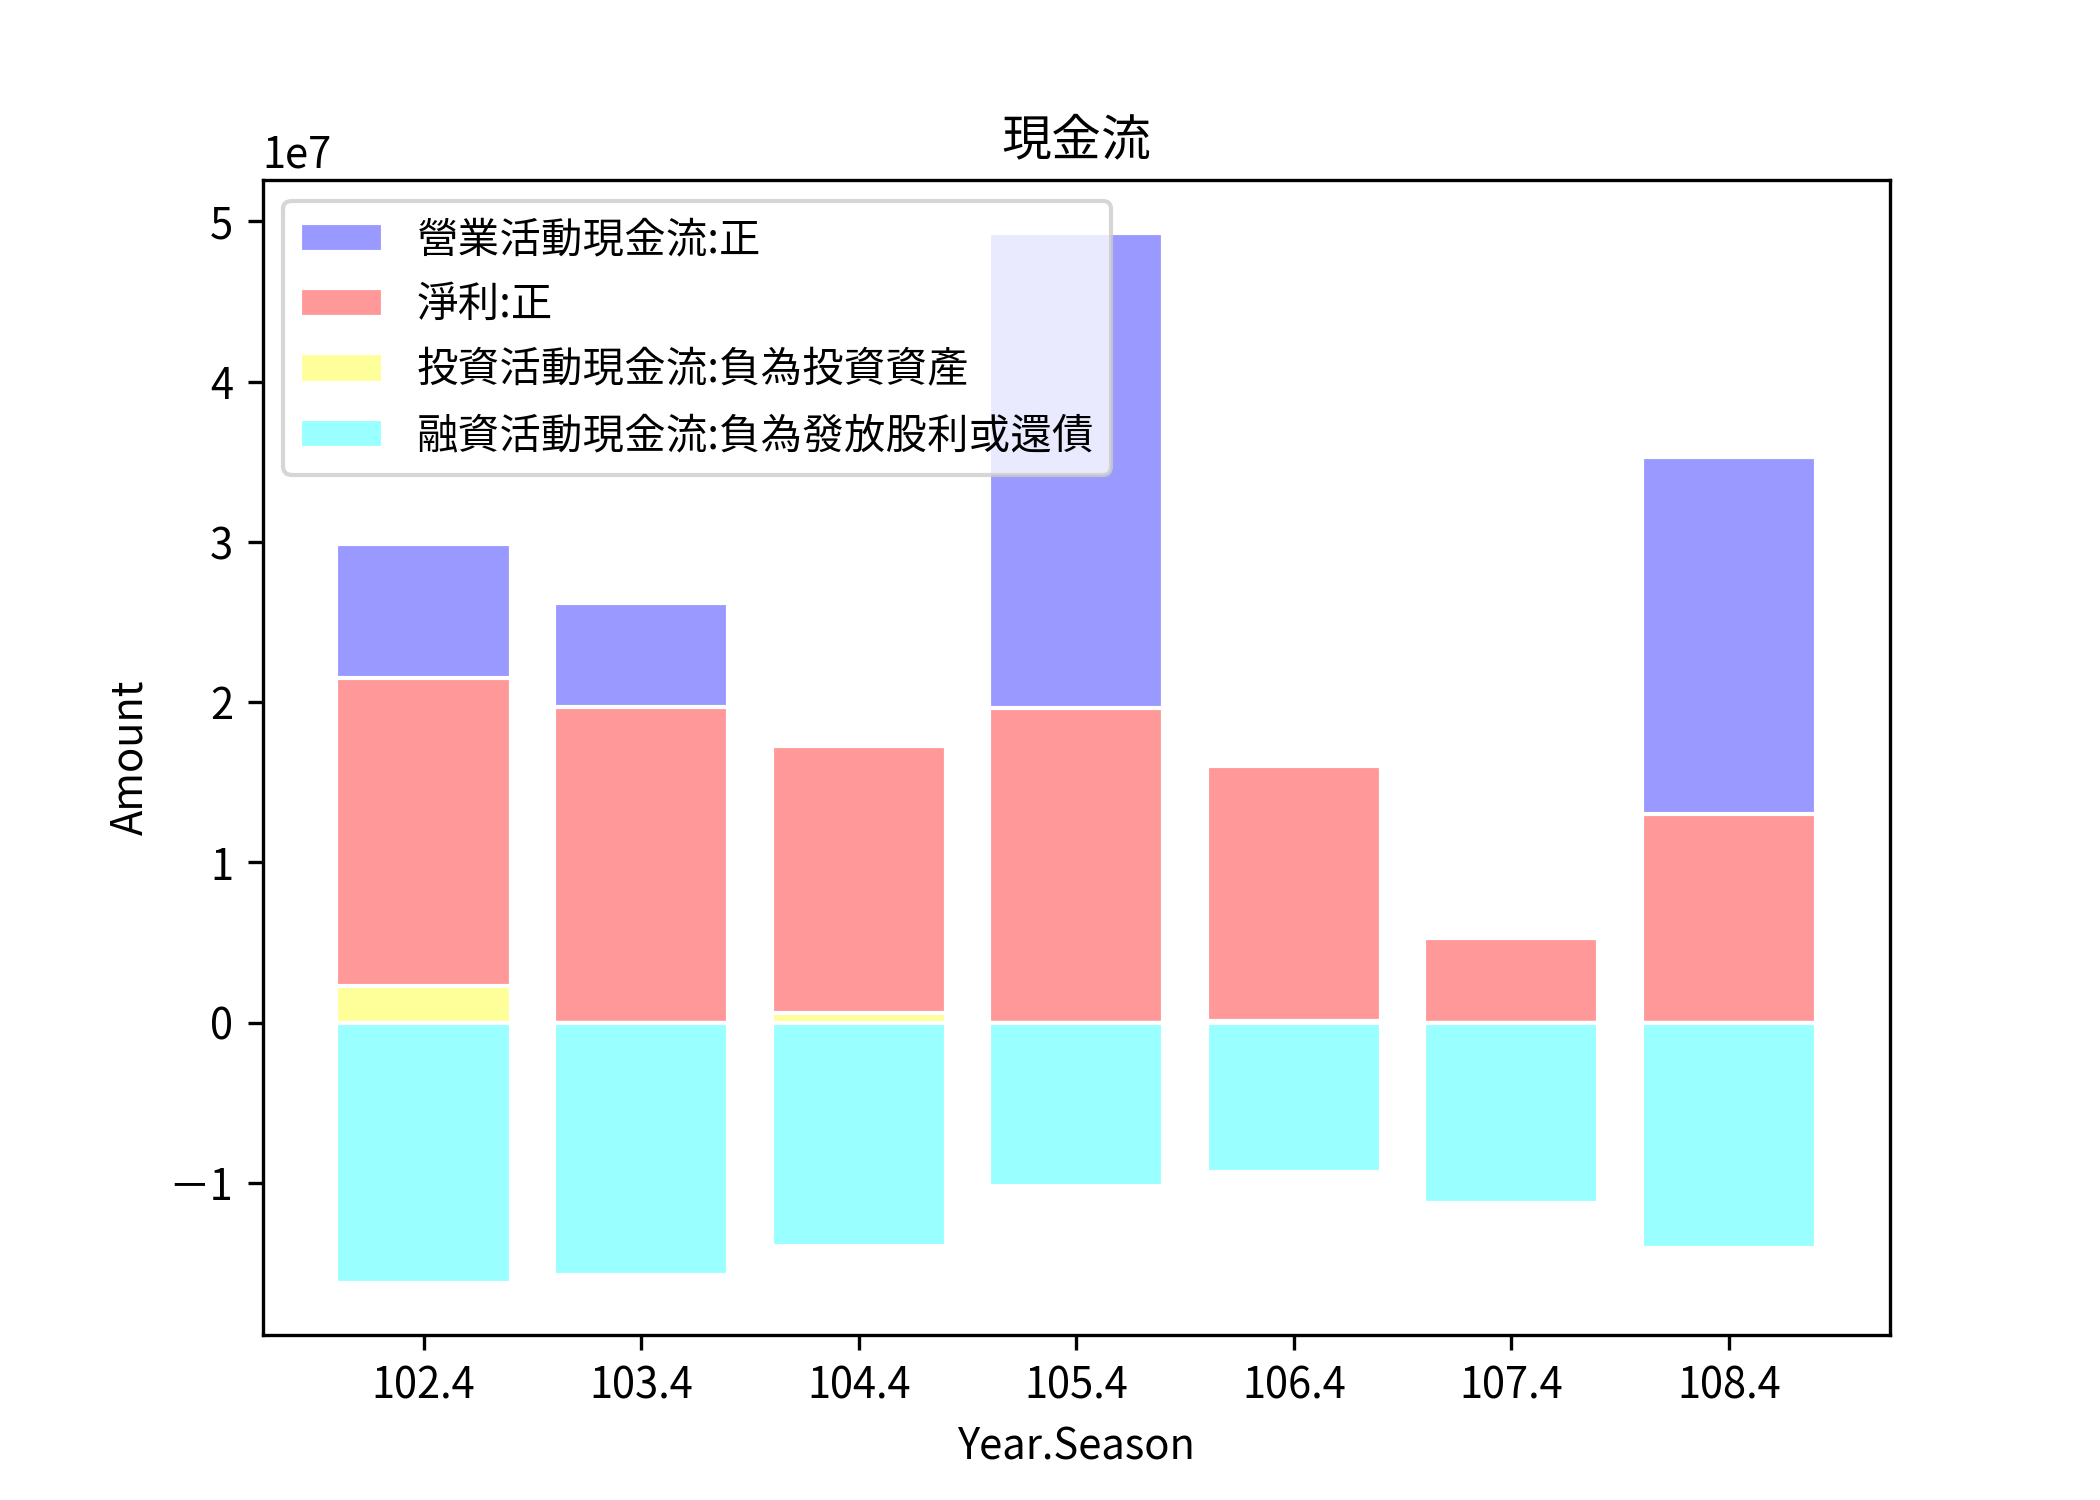 現金流
1e7
5
4
3
2
1
0
−1
Amount
營業活動現金流:正
淨利:正
投資活動現金流:負為投資資產
融資活動現金流:負為發放股利或還債
102.4 103.4 104.4 105.4 106.4 107.4 108.4
Year.Season